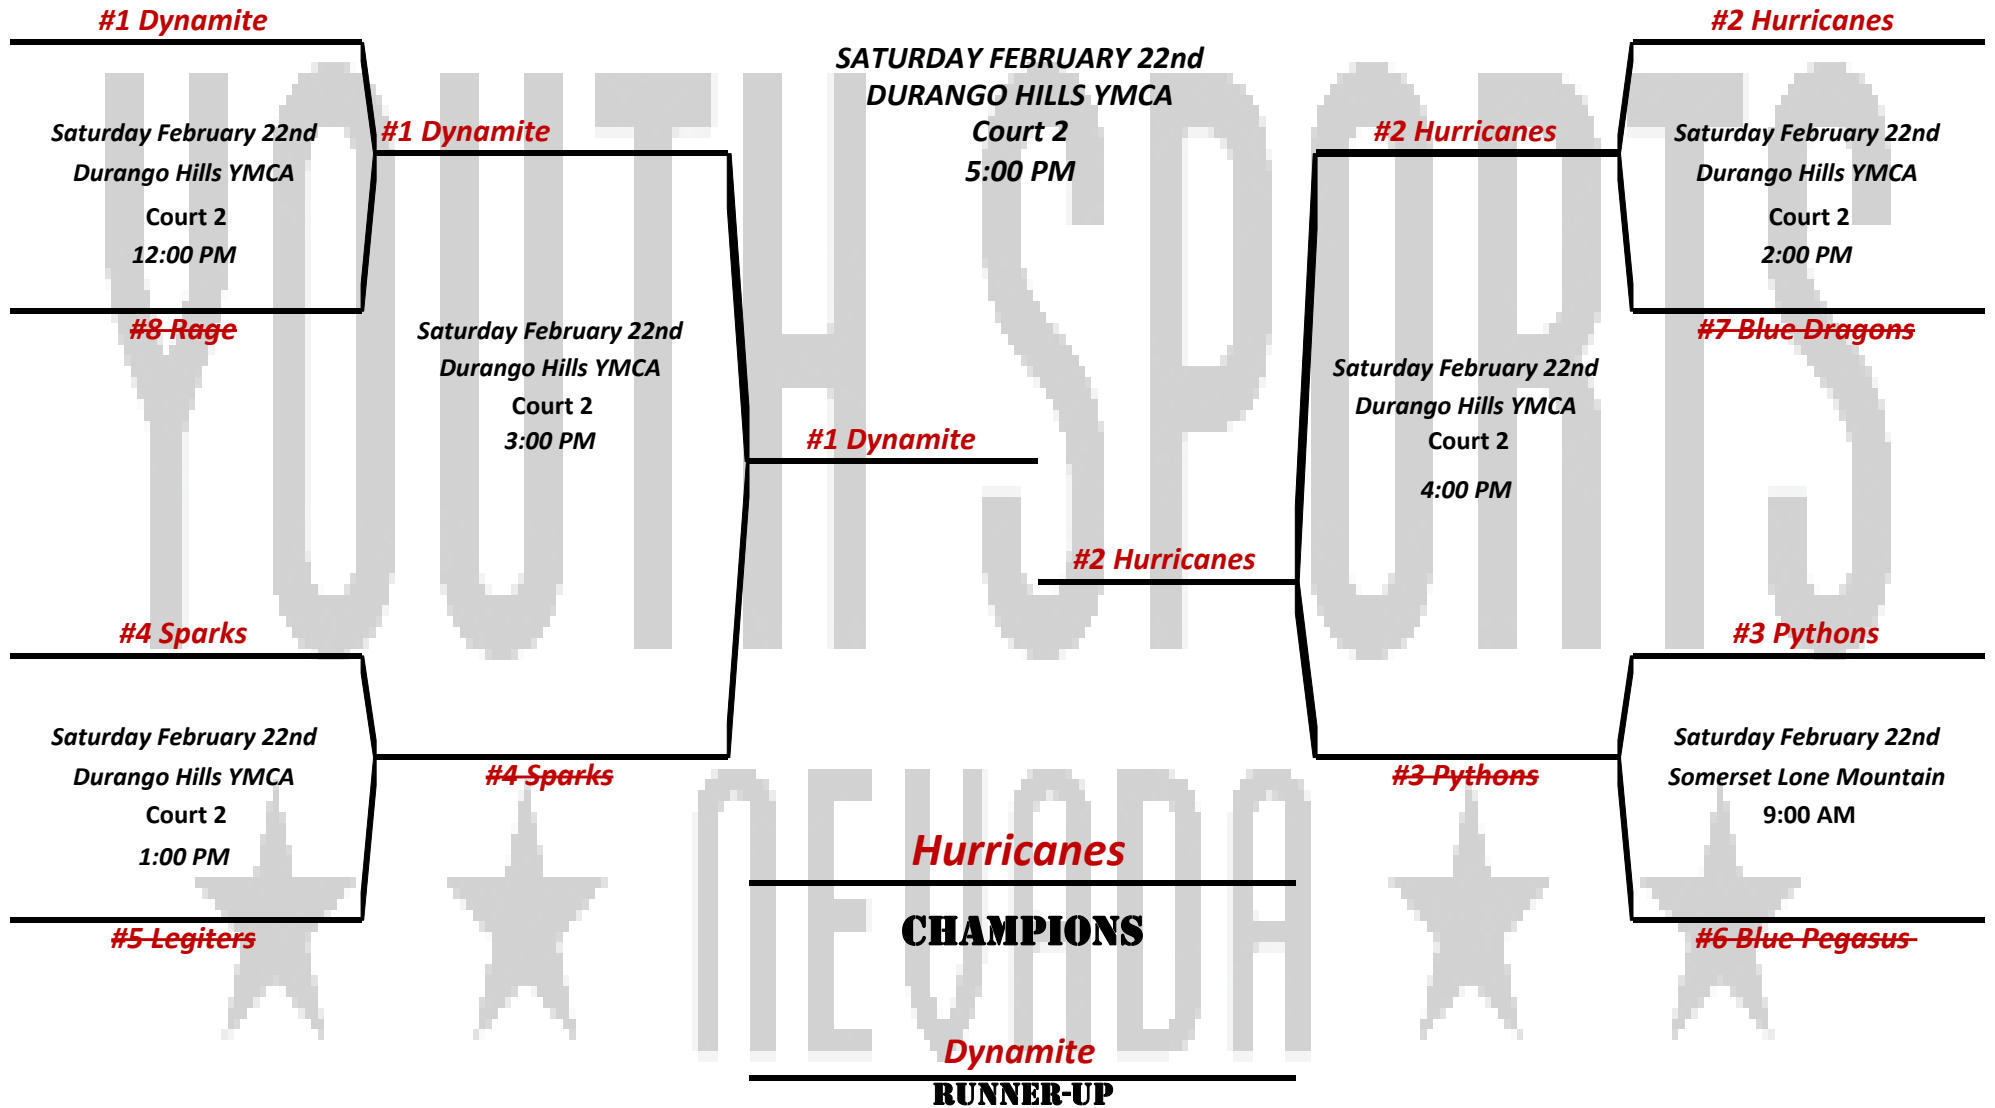 #1 Dynamite
Saturday February 22nd
Durango Hills YMCA
Court 2
12:00 PM
#8 Rage
#1 Dynamite
Saturday February 22nd
Durango Hills YMCA
Court 2
3:00 PM
#4 Sparks
Saturday February 22nd
Durango Hills YMCA
Court 2
1:00 PM
#5 Legiters
#4 Sparks
SATURDAY FEBRUARY 22nd
DURANGO HILLS YMCA
Court 2
5:00 PM
#1 Dynamite
#2 Hurricanes
#2 Hurricanes
Saturday February 22nd
Durango Hills YMCA
Court 2
4:00 PM
#3 Pythons
#2 Hurricanes
Saturday February 22nd
Durango Hills YMCA
Court 2
2:00 PM
#7 Blue Dragons
#3 Pythons
Saturday February 22nd
Somerset Lone Mountain
9:00 AM
#6 Blue Pegasus
Hurricanes
CHAMPIONS
Dynamite
RUNNER-UP
YOUTH SPORTS
NEVADA